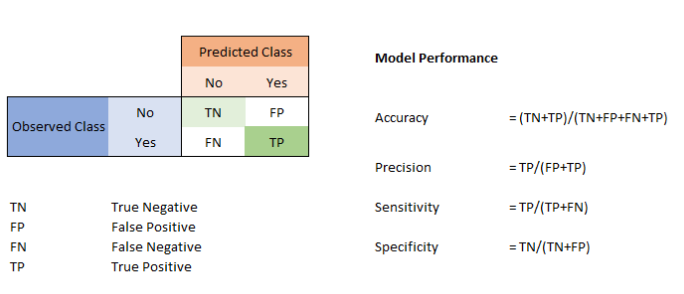 Predicted Class
No Yes
Observed Class
No TN FP
Yes FN TP
TN True Negative
FP False Positive
FN False Negative
TP True Positive
Model Performance
Accuracy = (TN+TP)/(TN+FP+FN+TP)
Precision = TP/(FP+TP)
Sensitivity = TP/(TP+FN)
Specificity = TN/(TN+FP)